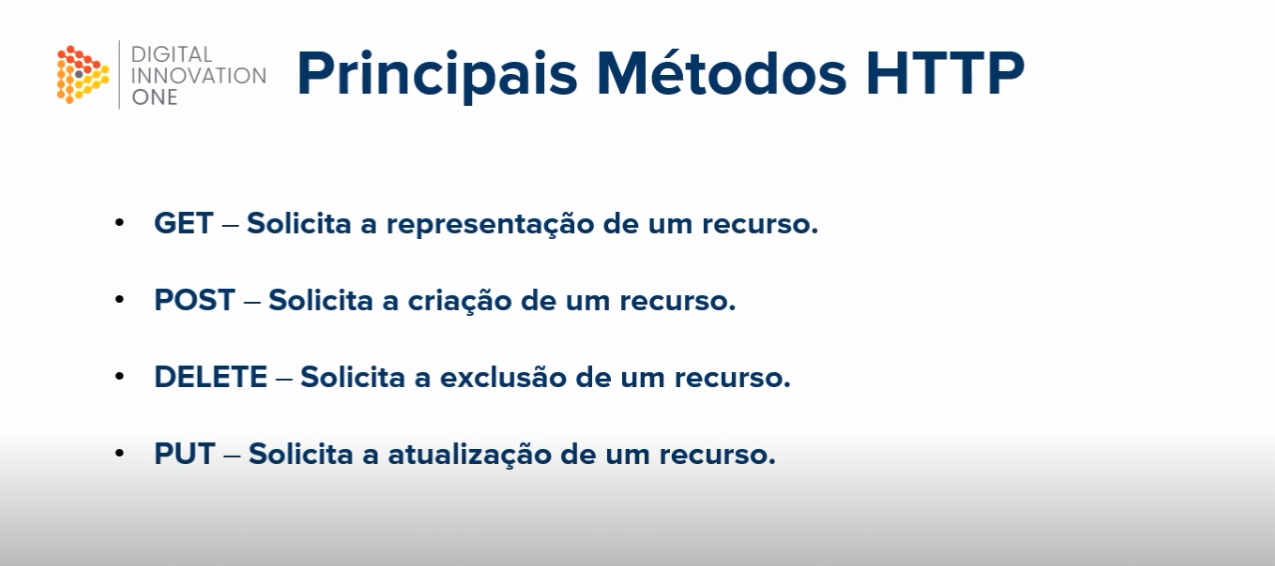 DIGITAL
INNOVATION
ONE
Principais Métodos HTTP
• GET – Solicita a representação de um recurso.
• POST – Solicita a criação de um recurso.
• DELETE – Solicita a exclusão de um recurso.
• PUT – Solicita a atualização de um recurso.